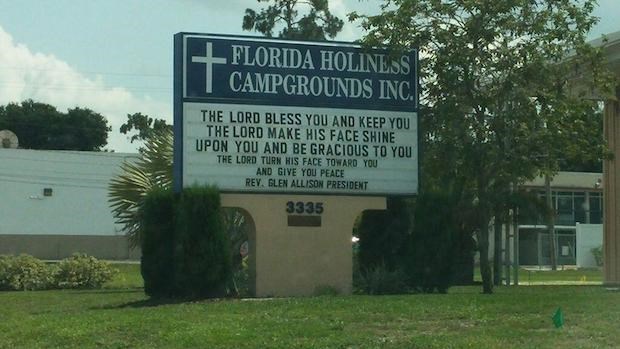 FLORIDA HOLINESS
CAMPGROUNDS INC.
THE LORD BLESS YOU AND KEEP YOU
THE LORD MAKE HIS FACE SHINE
UPON YOU AND BE GRACIOUS TO YOU
THE LORD TURN HIS FACE TOWARD YOU
AND GIVE YOU PEACE
REV. GLEN ALLISON PRESIDENT
3335